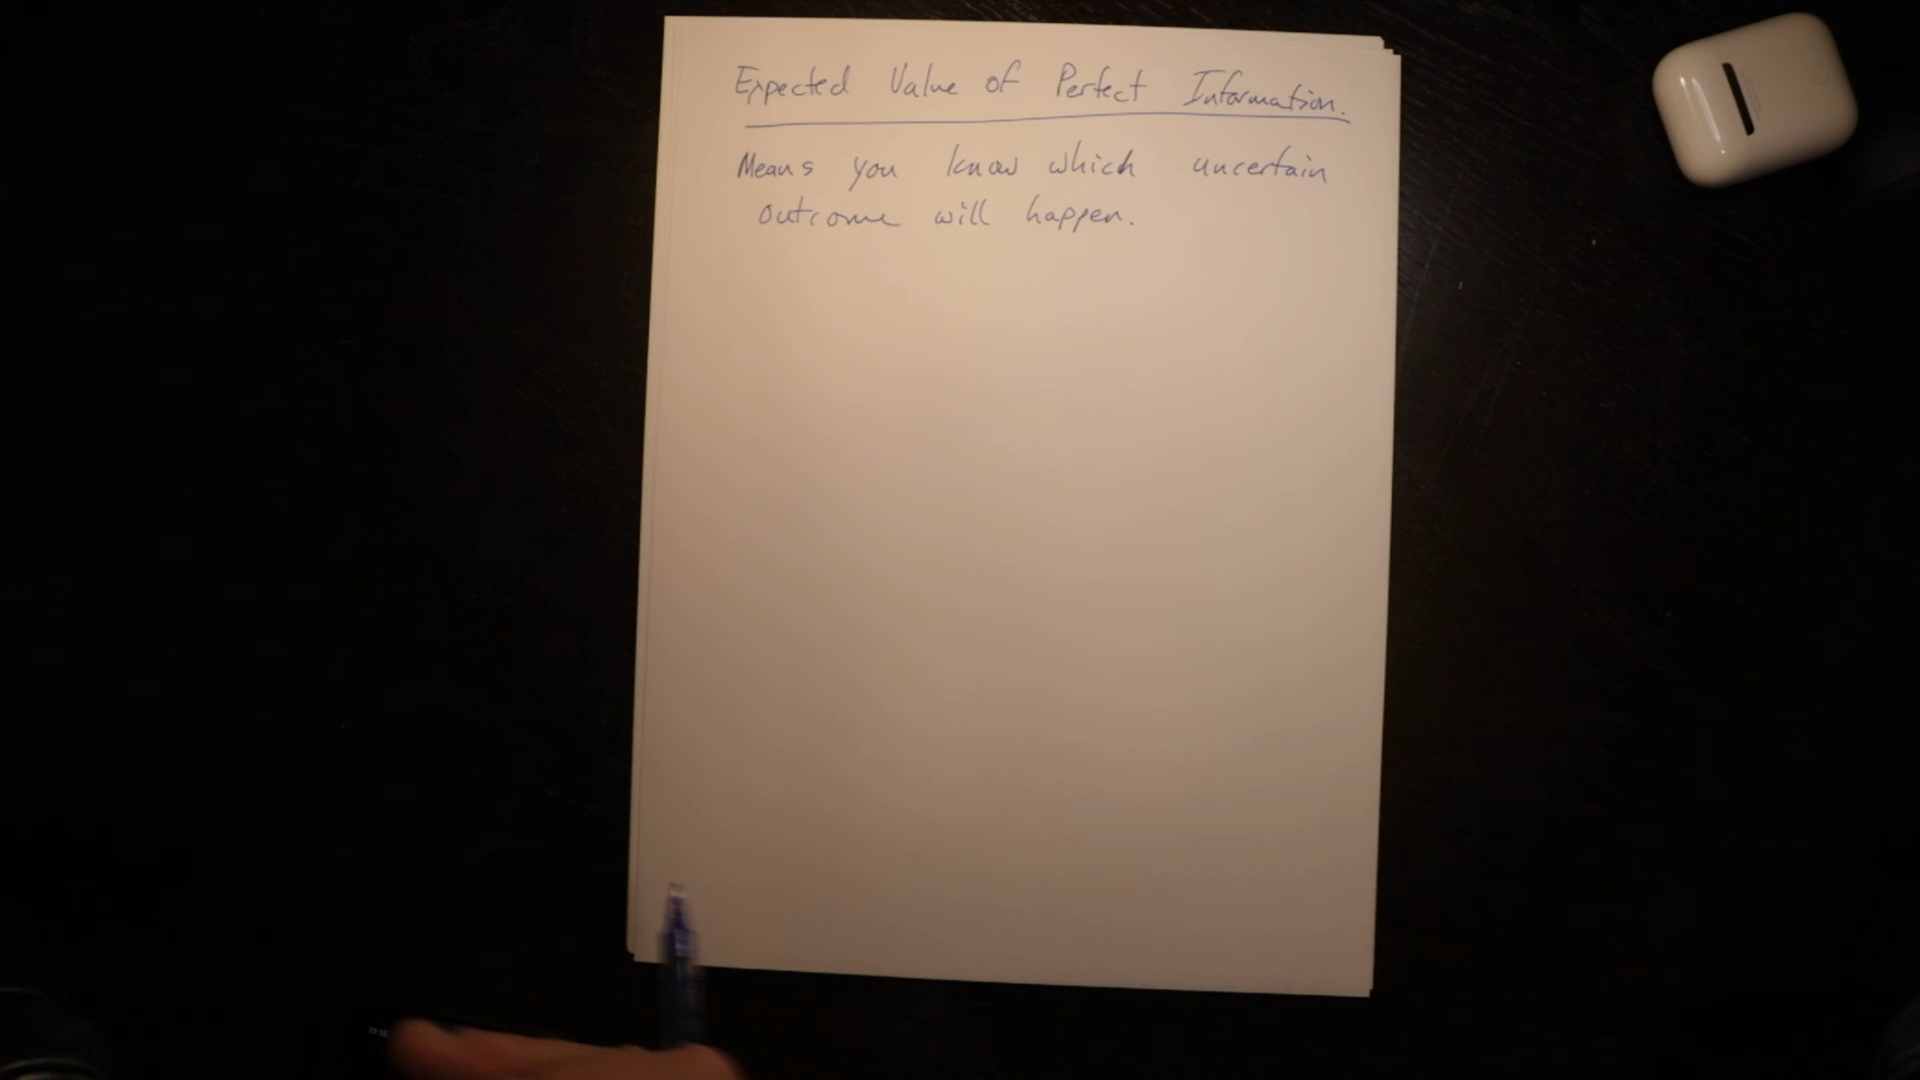 Expected Value of Perfect Information.
Means you know which uncertain
outcome will happen.